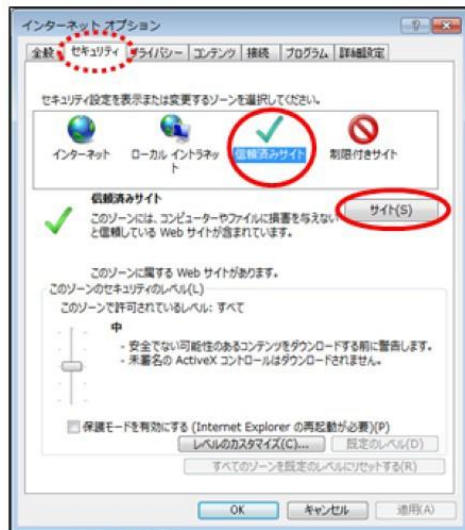 インターネット オプション
全般 セキュリティ プライバシー コンテンツ 接続 プログラム 詳細設定
セキュリティ設定を表示または変更するゾーンを選択してください。
インターネット ローカル イントラネット 信頼済みサイト 制限付きサイト
信頼済みサイト
サイト(S)
このゾーンには、コンピューターやファイルに損害を与えない
と信頼している Web サイトが含まれています。
このゾーンに属する Web サイトがあります。
このゾーンのセキュリティのレベル(L)
このゾーンで許可されているレベル: すべて
中
- 安全でない可能性のあるコンテンツをダウンロードする前に警告します。
- 未署名の ActiveX コントロールはダウンロードされません。
保護モードを有効にする (Internet Explorer の再起動が必要)(P)
レベルのカスタマイズ(C)... 既定のレベル(D)
すべてのゾーンを既定のレベルにリセットする(R)
OK キャンセル 適用(A)